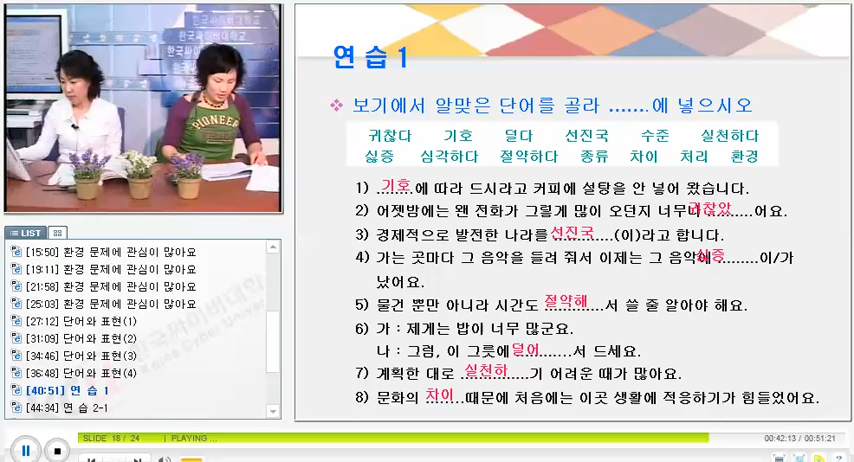 한국싸이버대학교
한국싸이버대학교
연 습 1
보기에서 알맞은 단어를 골라 .......에 넣으시오
귀찮다 기호 덜다 선진국 수준 실천하다
싫증 심각하다 절약하다 종류 차이 처리 환경
1) 기호에 따라 드시라고 커피에 설탕을 안 넣어 왔습니다.
2) 어젯밤에는 웬 전화가 그렇게 많이 오던지 너무나 귀찮았어요.
3) 경제적으로 발전한 나라를 선진국(이)라고 합니다.
4) 가는 곳마다 그 음악을 들려 줘서 이제는 그 음악에 싫증이/가
났어요.
5) 물건 뿐만 아니라 시간도 절약해서 쓸 줄 알아야 해요.
6) 가 : 제게는 밥이 너무 많군요.
나 : 그럼, 이 그릇에 덜어서 드세요.
7) 계획한 대로 실천하기 어려운 때가 많아요.
8) 문화의 차이 때문에 처음에는 이곳 생활에 적응하기가 힘들었어요.
PIONEER
LIST
[15:50] 환경 문제에 관심이 많아요
[19:11] 환경 문제에 관심이 많아요
[21:58] 환경 문제에 관심이 많아요
[25:03] 환경 문제에 관심이 많아요
[27:12] 단어와 표현(1)
[31:09] 단어와 표현(2)
[34:46] 단어와 표현(3)
[36:48] 단어와 표현(4)
[40:51] 연 습 1
[44:34] 연 습 2-1
SLIDE 18 / 24 | PLAYING ...
00:42:13 / 00:51:21